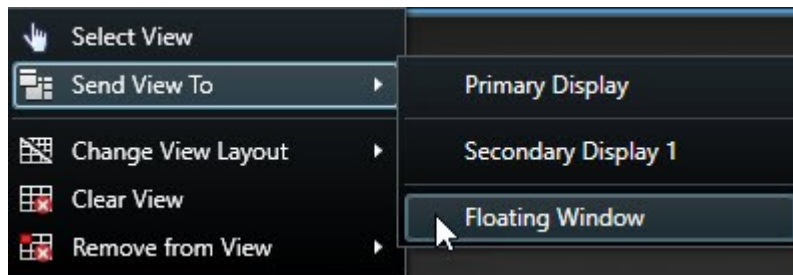 Select View
Send View To
Change View Layout
Clear View
Remove from View
Primary Display
Secondary Display 1
Floating Window